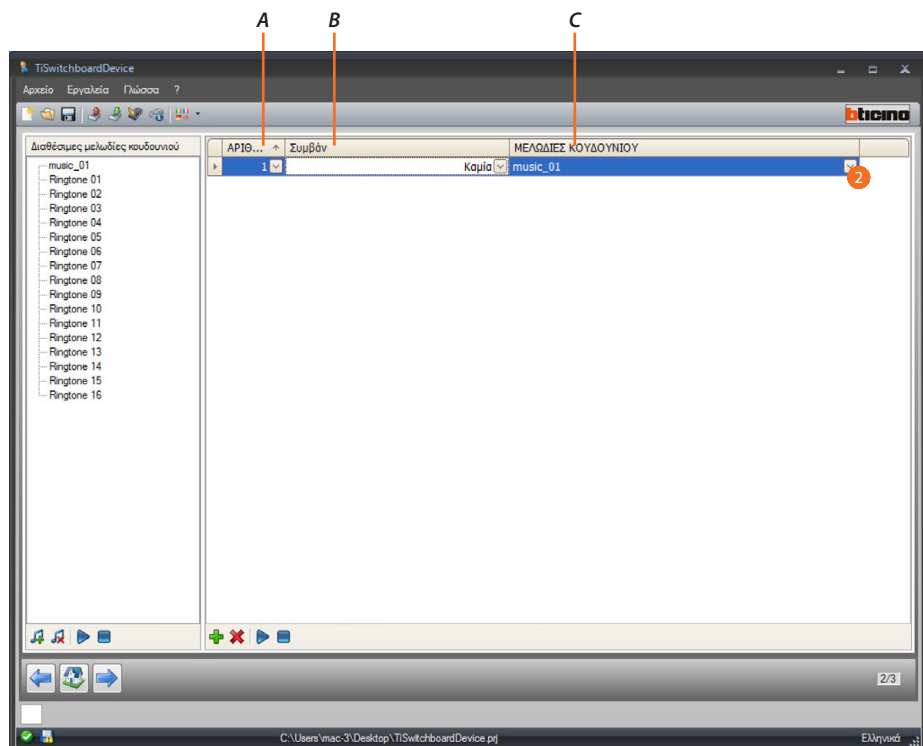 A B C
TiSwitchboardDevice
Αρχείο Εργαλεία Γλώσσα ?
bticino
Διαθέσιμες μελωδίες κουδουνιού
music_01
Ringtone 01
Ringtone 02
Ringtone 03
Ringtone 04
Ringtone 05
Ringtone 06
Ringtone 07
Ringtone 08
Ringtone 09
Ringtone 10
Ringtone 11
Ringtone 12
Ringtone 13
Ringtone 14
Ringtone 15
Ringtone 16
ΑΡΙΘ... Συμβάν ΜΕΛΩΔΙΕΣ ΚΟΥΔΟΥΝΙΟΥ
1 Καμία music_01
2
2/3
C:\Users\mac-3\Desktop\TISwitchboardDevice.prj Ελληνικά